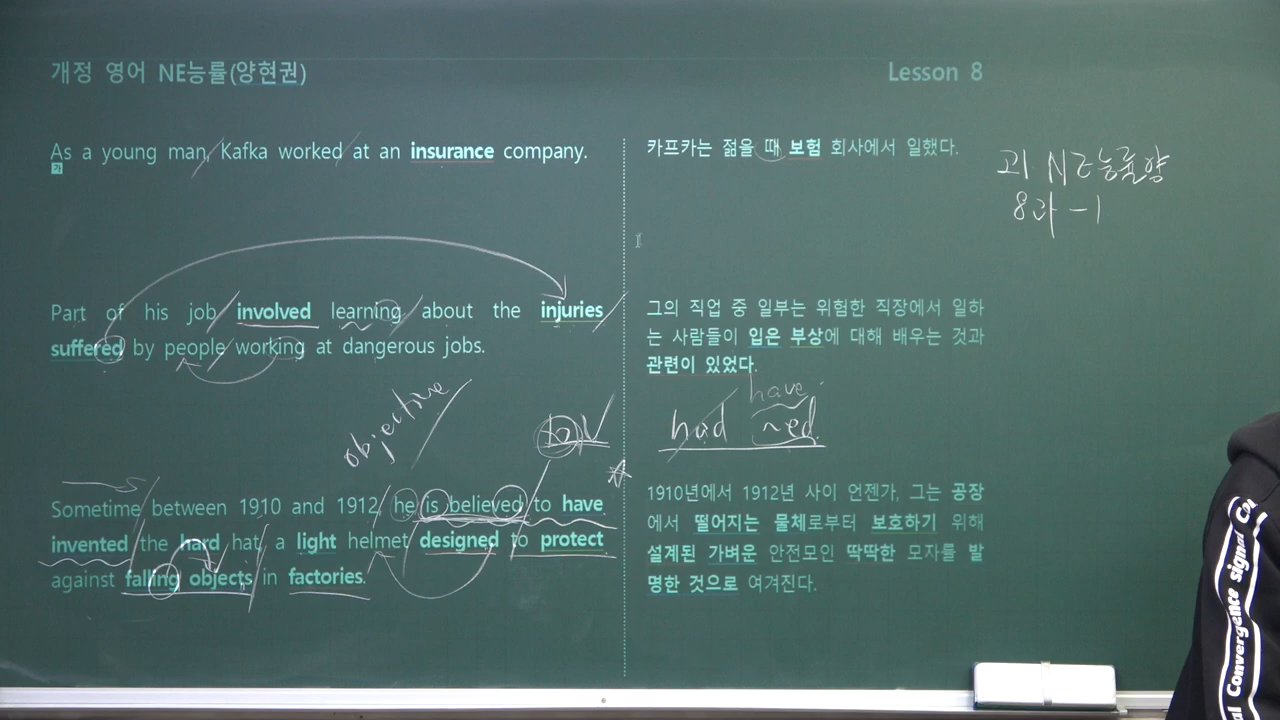 개정 영어 NE능률(양현권)
Lesson 8
As a young man, Kafka worked at an insurance company.
카프카는 젊을 때 보험 회사에서 일했다.
고1 NE능률양
8과 -1
Part of his job involved learning about the injuries
suffered by people working at dangerous jobs.
그의 직업 중 일부는 위험한 직장에서 일하
는 사람들이 입은 부상에 대해 배우는 것과
관련이 있었다.
objective
to V
have
had ~ed
Sometime between 1910 and 1912, he is believed to have
invented the hard hat, a light helmet designed to protect
against falling objects in factories.
1910년에서 1912년 사이 언젠가, 그는 공장
에서 떨어지는 물체로부터 보호하기 위해
설계된 가벼운 안전모인 딱딱한 모자를 발
명한 것으로 여겨진다.
Convergence signal Co